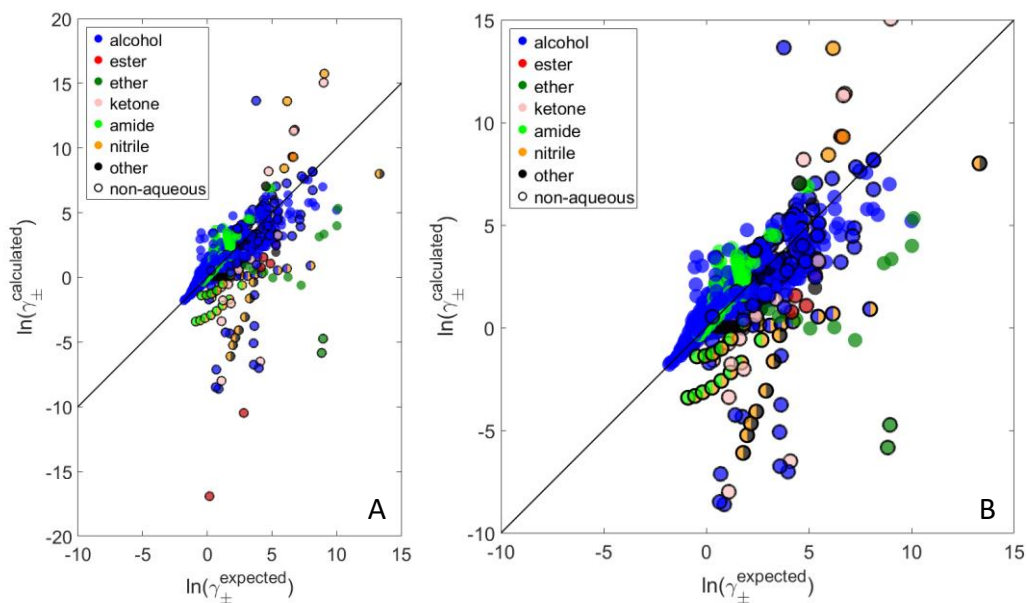 20
15
10
5
0
-5
-10
-15
-20
-10
-5
0
5
10
15
ln(γ±^calculated)
ln(γ±^expected)
alcohol
ester
ether
ketone
amide
nitrile
other
non-aqueous
A
15
10
5
0
-5
-10
-10
-5
0
5
10
15
ln(γ±^calculated)
ln(γ±^expected)
alcohol
ester
ether
ketone
amide
nitrile
other
non-aqueous
B